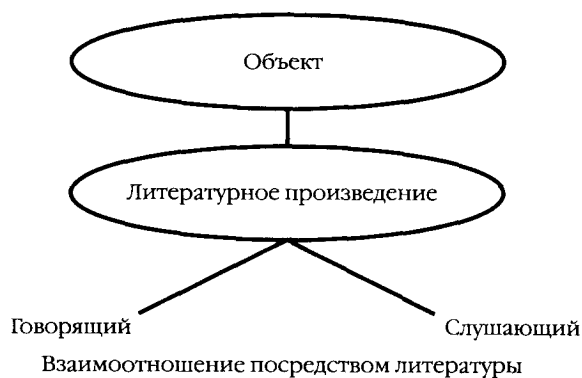 Объект
Литературное произведение
Говорящий Слушающий
Взаимоотношение посредством литературы